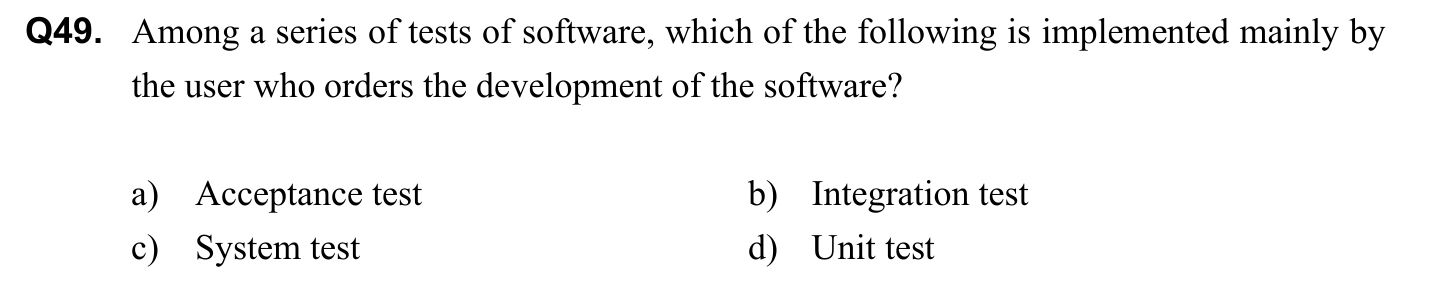 Q49. Among a series of tests of software, which of the following is implemented mainly by
the user who orders the development of the software?
a) Acceptance test b) Integration test
c) System test d) Unit test